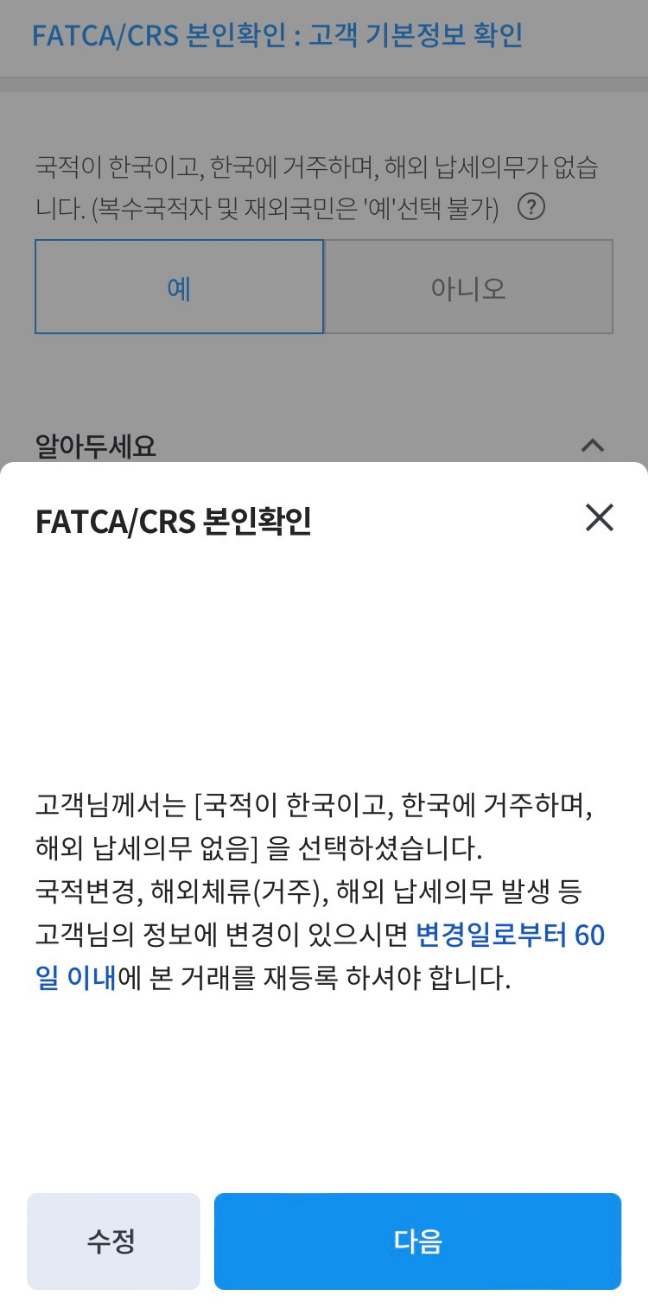 FATCA/CRS 본인확인 : 고객 기본정보 확인
국적이 한국이고, 한국에 거주하며, 해외 납세의무가 없습
니다. (복수국적자 및 재외국민은 '예'선택 불가) ?
예
아니오
알아두세요
FATCA/CRS 본인확인
고객님께서는 [국적이 한국이고, 한국에 거주하며,
해외 납세의무 없음] 을 선택하셨습니다.
국적변경, 해외체류(거주), 해외 납세의무 발생 등
고객님의 정보에 변경이 있으시면 변경일로부터 60
일 이내에 본 거래를 재등록 하셔야 합니다.
수정
다음